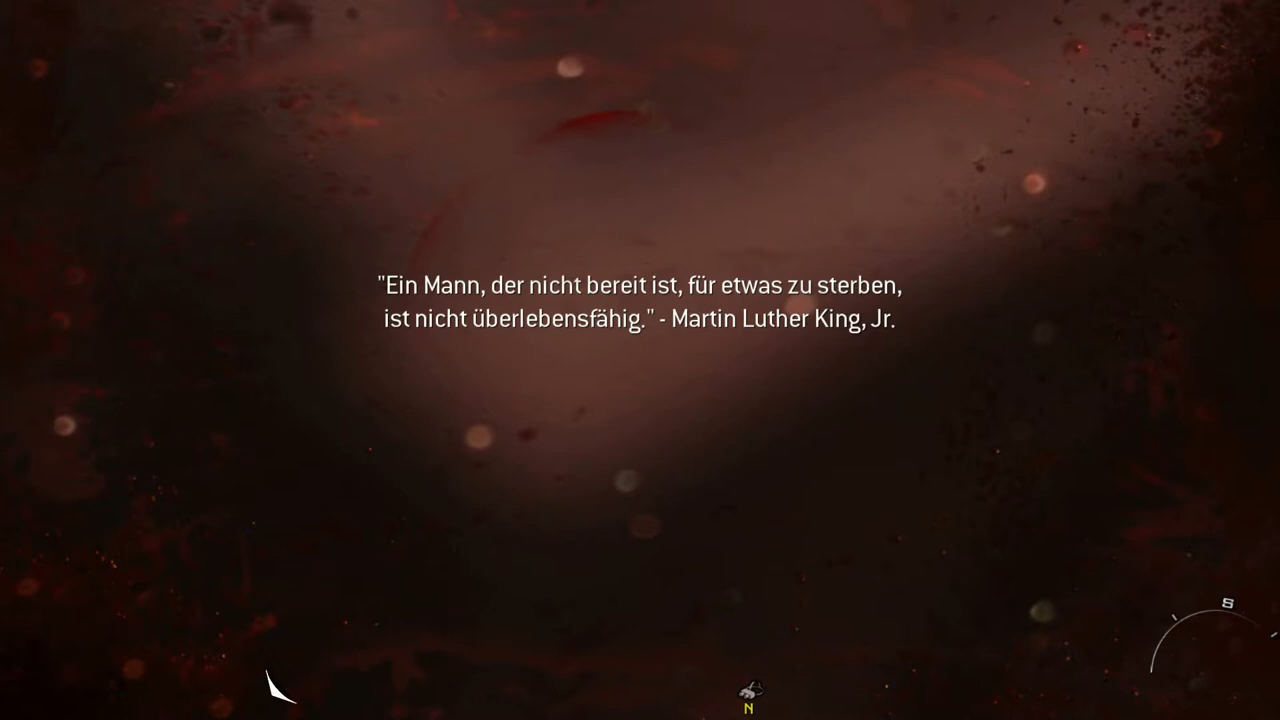 "Ein Mann, der nicht bereit ist, für etwas zu sterben,
ist nicht überlebensfähig." - Martin Luther King, Jr.
S
N